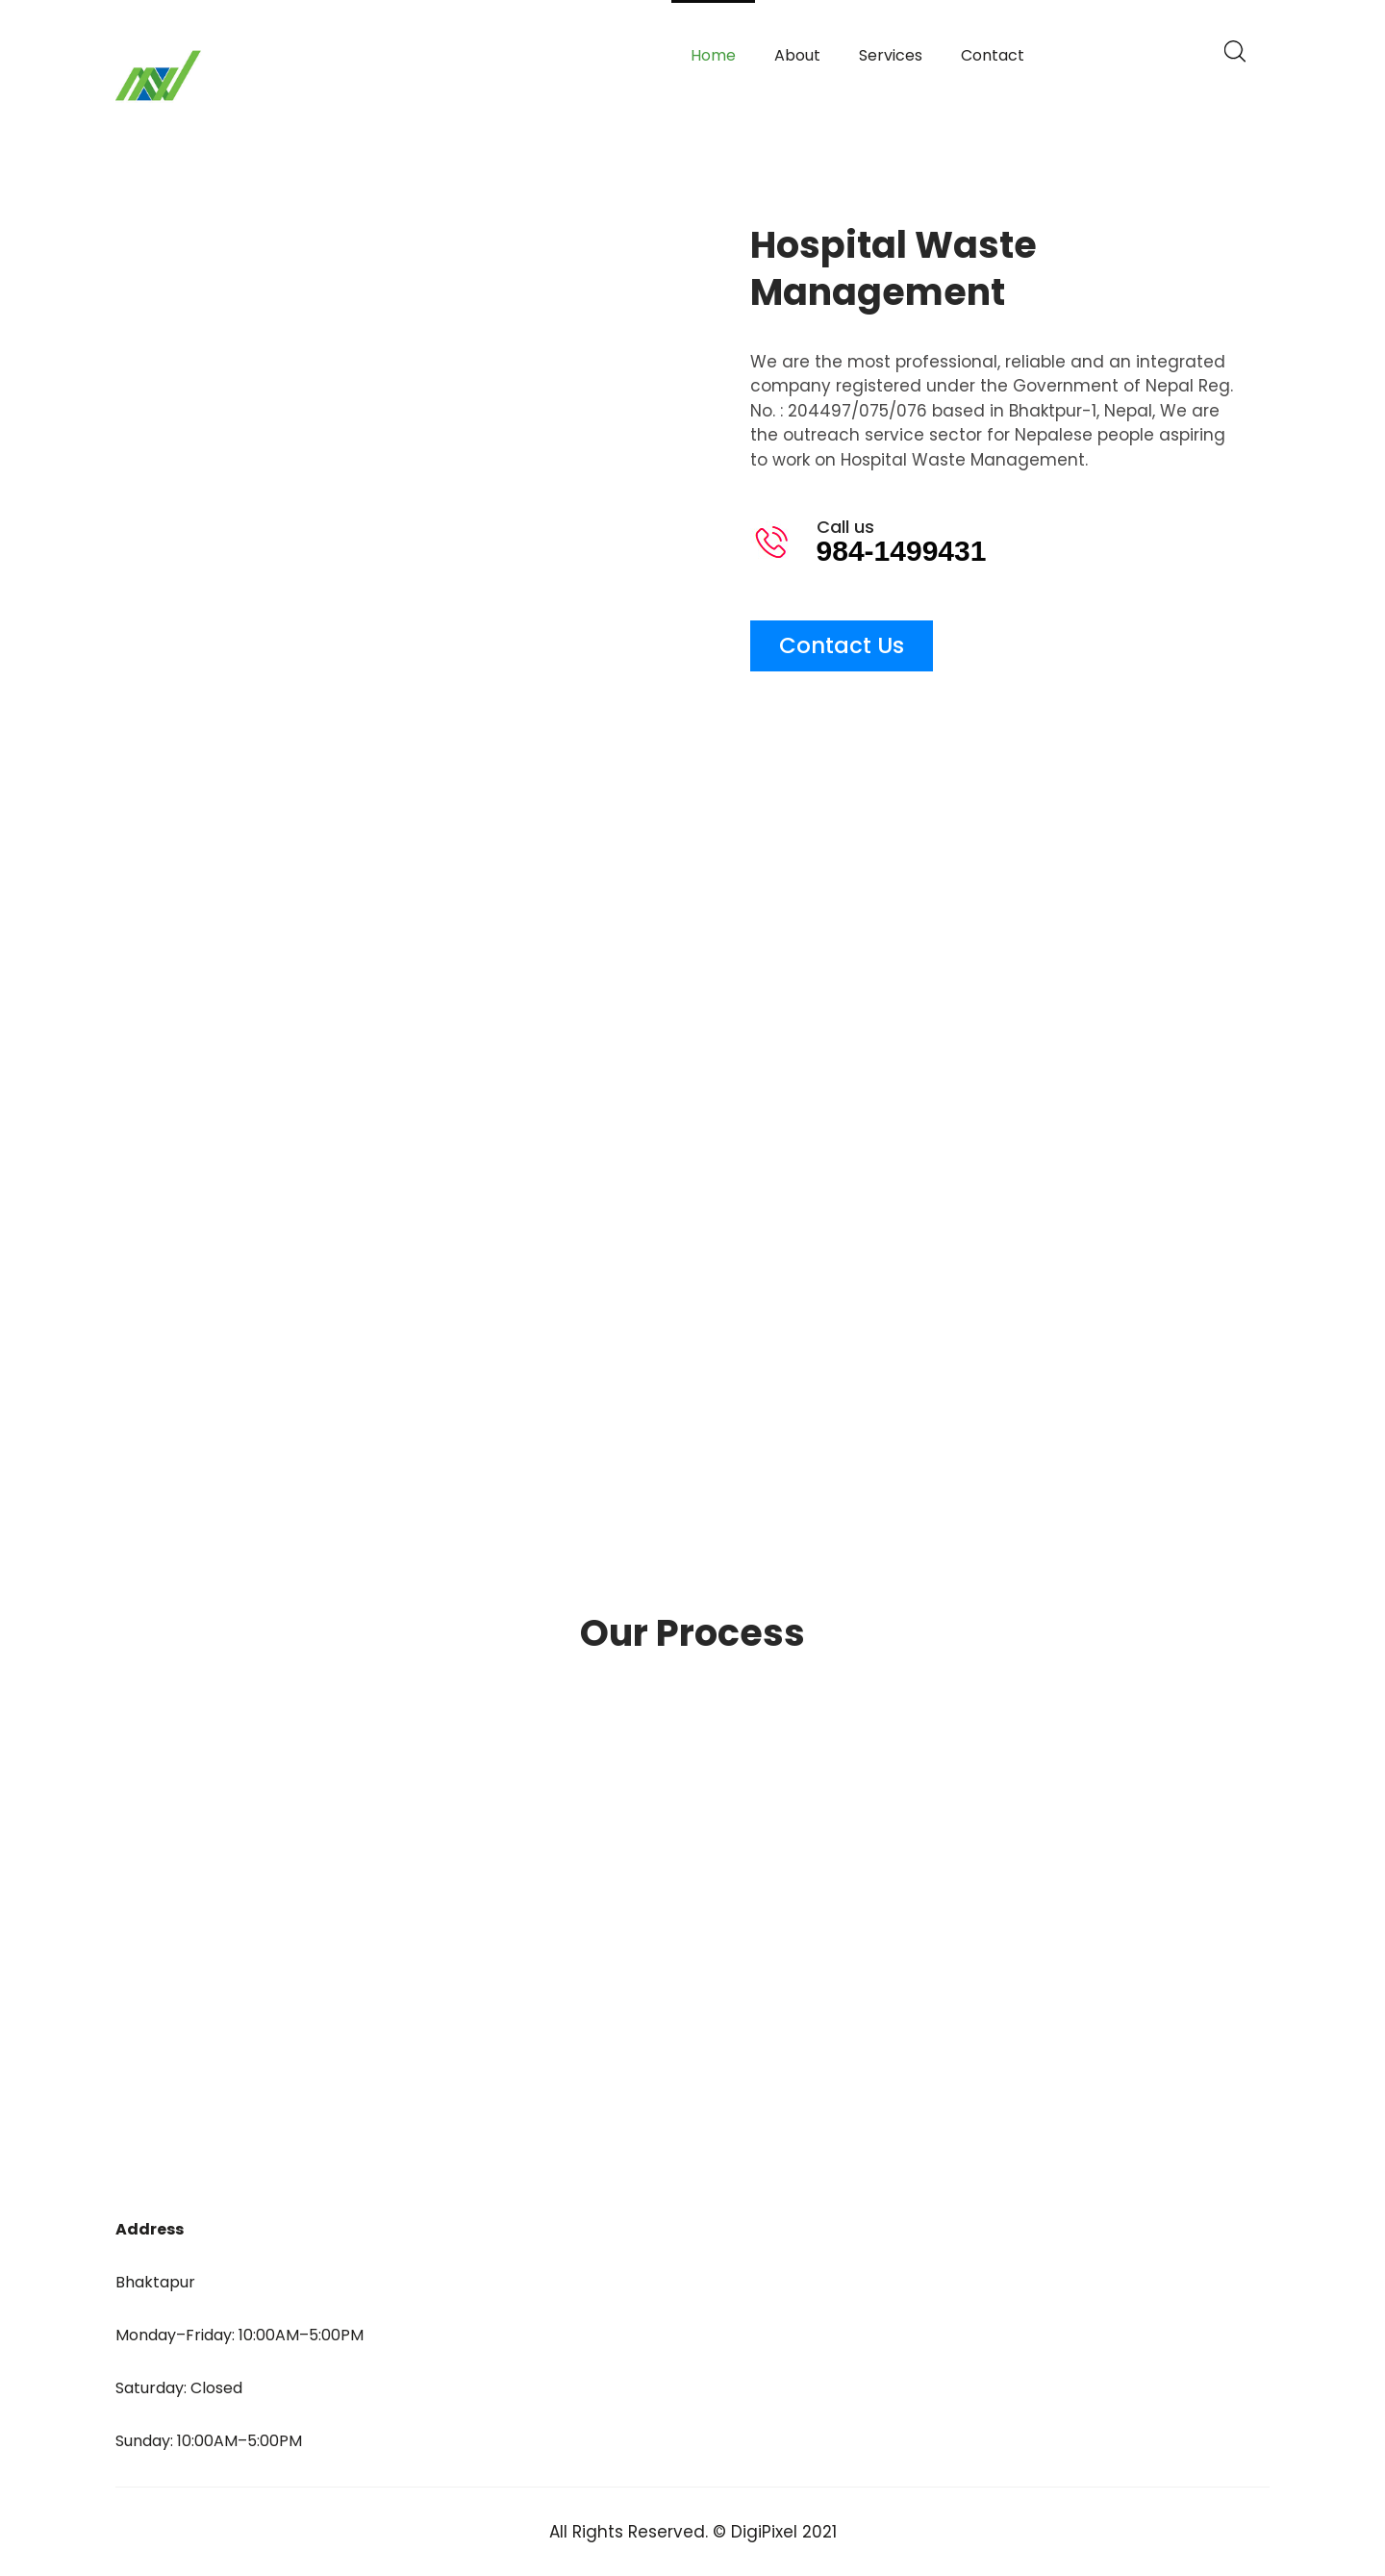 Home About Services Contact
Hospital Waste
Management
We are the most professional, reliable and an integrated
company registered under the Government of Nepal Reg.
No. : 204497/075/076 based in Bhaktpur-1, Nepal, We are
the outreach service sector for Nepalese people aspiring
to work on Hospital Waste Management.
Call us
984-1499431
Contact Us
Our Process
Address
Bhaktapur
Monday–Friday: 10:00AM–5:00PM
Saturday: Closed
Sunday: 10:00AM–5:00PM
All Rights Reserved. © DigiPixel 2021